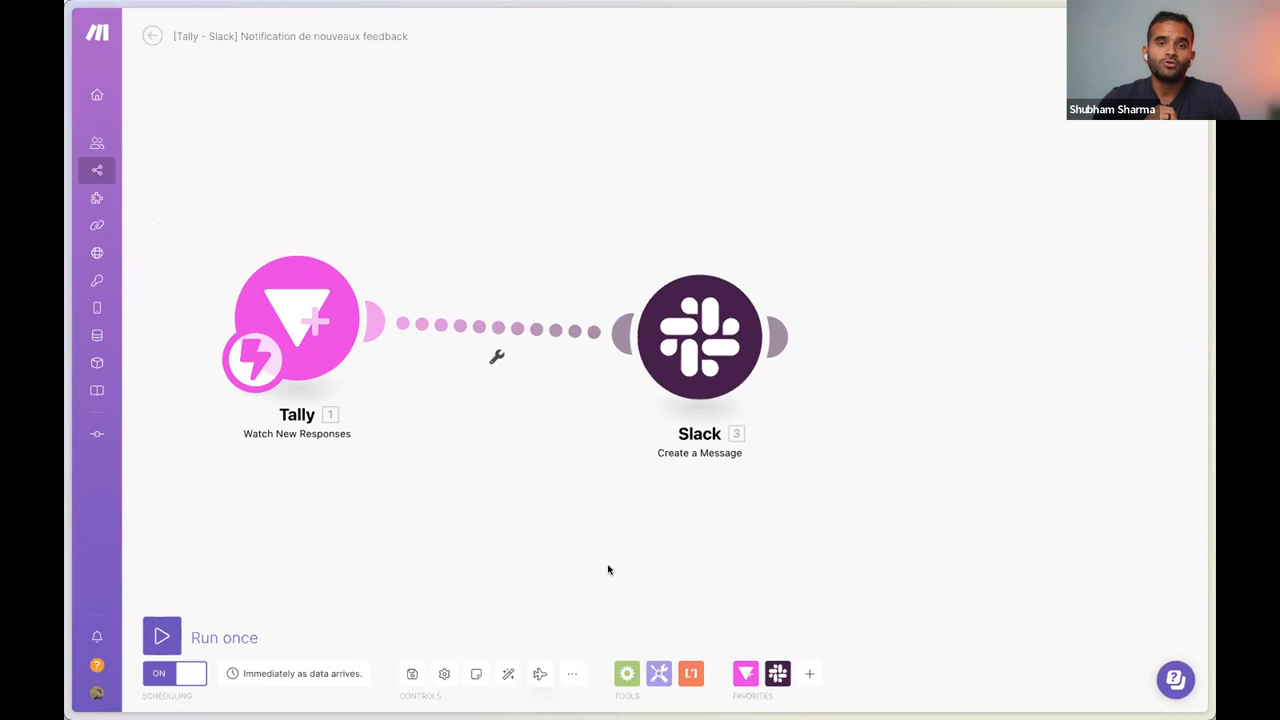 [Tally - Slack] Notification de nouveaux feedback
Shubham Sharma
Tally 1
Watch New Responses
Slack 3
Create a Message
Run once
ON
Immediately as data arrives.
SCHEDULING
CONTROLS
TOOLS
FAVORITES